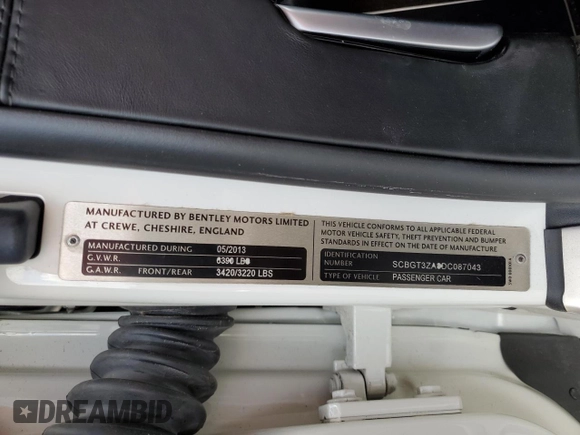 MANUFACTURED BY BENTLEY MOTORS LIMITED
AT CREWE, CHESHIRE, ENGLAND
MANUFACTURED DURING 05/2013
G.V.W.R. 6390 LBS
G.A.W.R. FRONT/REAR 3420/3220 LBS
THIS VEHICLE CONFORMS TO ALL APPLICABLE FEDERAL
MOTOR VEHICLE SAFETY, THEFT PREVENTION AND BUMPER
STANDARDS IN EFFECT ON THE DATE OF MANUFACTURE
IDENTIFICATION
NUMBER
TYPE OF VEHICLE PASSENGER CAR
DREAMBID